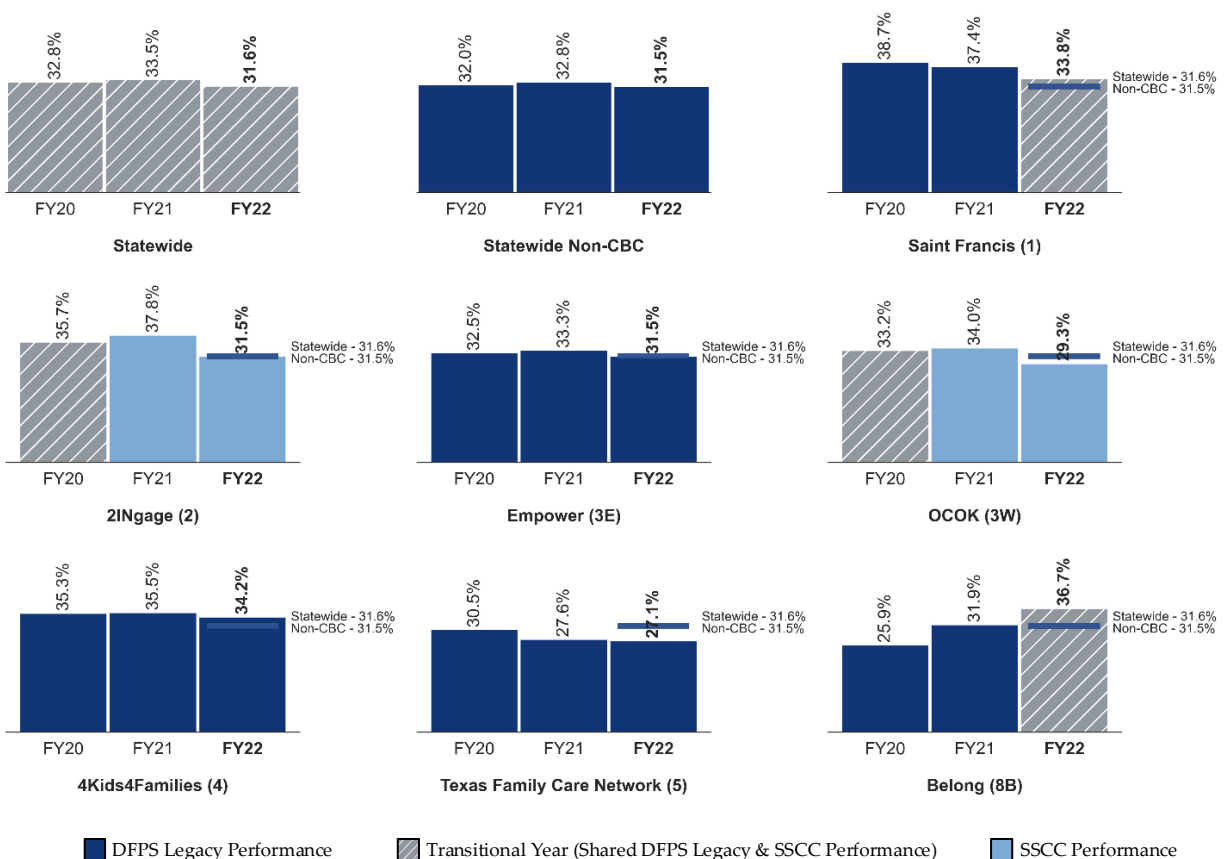 32.8%
33.5%
31.6%
FY20
FY21
FY22
Statewide
32.0%
32.8%
31.5%
FY20
FY21
FY22
Statewide Non-CBC
38.7%
37.4%
33.8%
Statewide - 31.6%
Non-CBC - 31.5%
FY20
FY21
FY22
Saint Francis (1)
35.7%
37.8%
31.5%
Statewide - 31.6%
Non-CBC - 31.5%
FY20
FY21
FY22
2INgage (2)
32.5%
33.3%
31.5%
Statewide - 31.6%
Non-CBC - 31.5%
FY20
FY21
FY22
Empower (3E)
33.2%
34.0%
29.3%
Statewide - 31.6%
Non-CBC - 31.5%
FY20
FY21
FY22
OCOK (3W)
35.3%
35.5%
34.2%
Statewide - 31.6%
Non-CBC - 31.5%
FY20
FY21
FY22
4Kids4Families (4)
30.5%
27.6%
27.1%
Statewide - 31.6%
Non-CBC - 31.5%
FY20
FY21
FY22
Texas Family Care Network (5)
25.9%
31.9%
36.7%
Statewide - 31.6%
Non-CBC - 31.5%
FY20
FY21
FY22
Belong (8B)
DFPS Legacy Performance
Transitional Year (Shared DFPS Legacy & SSCC Performance)
SSCC Performance